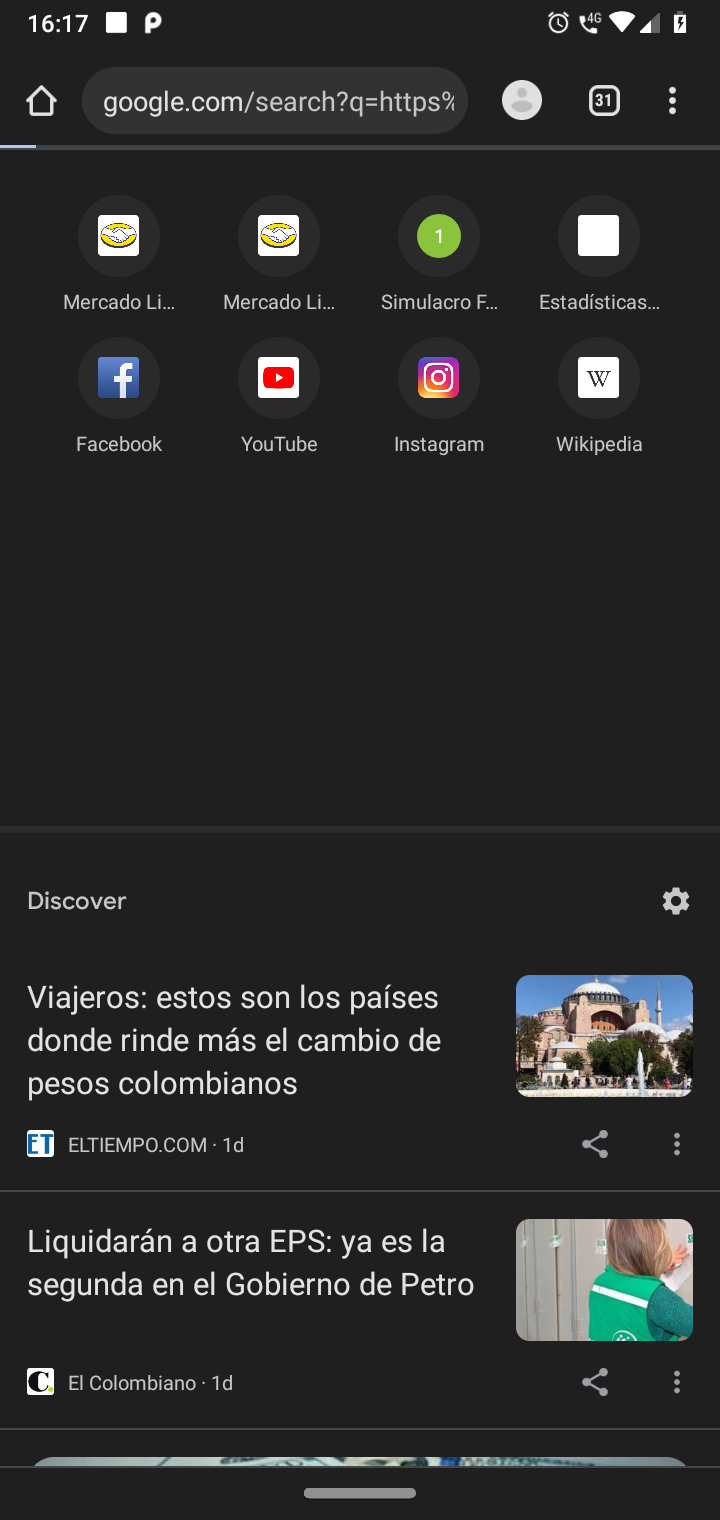 16:17
4G
google.com/search?q=https%
31
Mercado Li…
Mercado Li…
1
Simulacro F…
Estadísticas…
Facebook
YouTube
Instagram
W
Wikipedia
Discover
Viajeros: estos son los países
donde rinde más el cambio de
pesos colombianos
ET
ELTIEMPO.COM · 1d
Liquidarán a otra EPS: ya es la
segunda en el Gobierno de Petro
C
El Colombiano · 1d